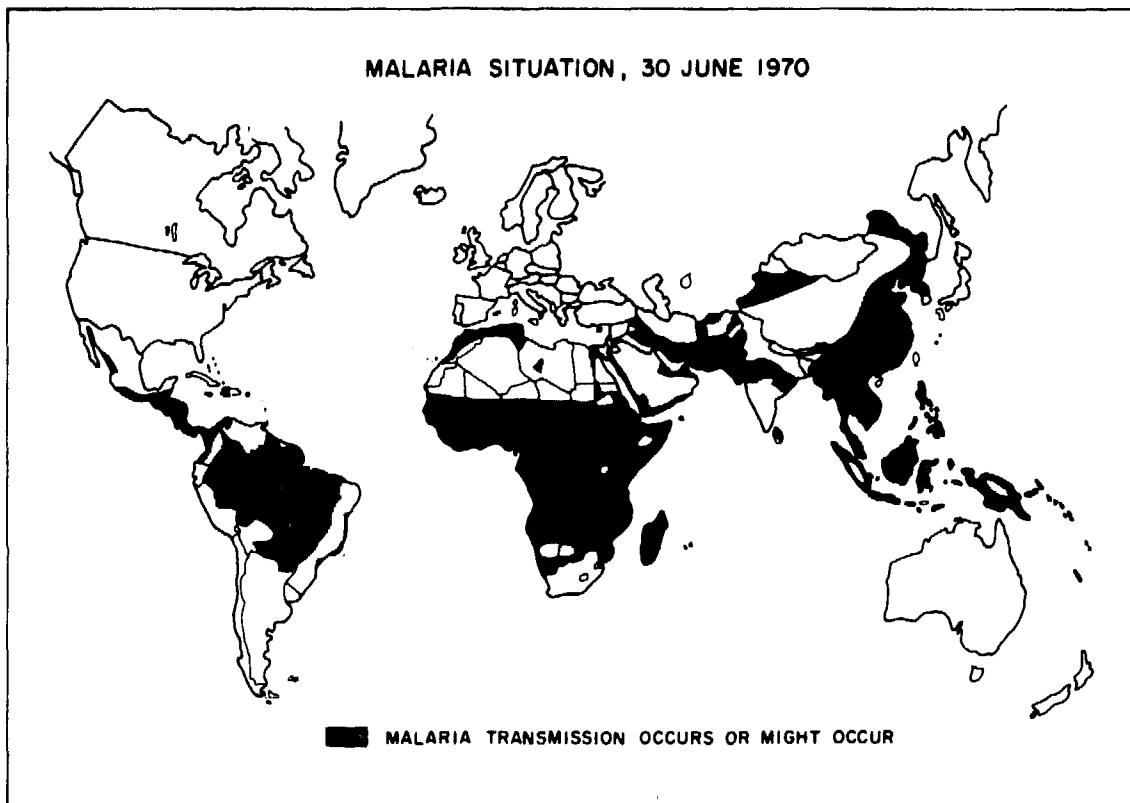 MALARIA SITUATION, 30 JUNE 1970
MALARIA TRANSMISSION OCCURS OR MIGHT OCCUR